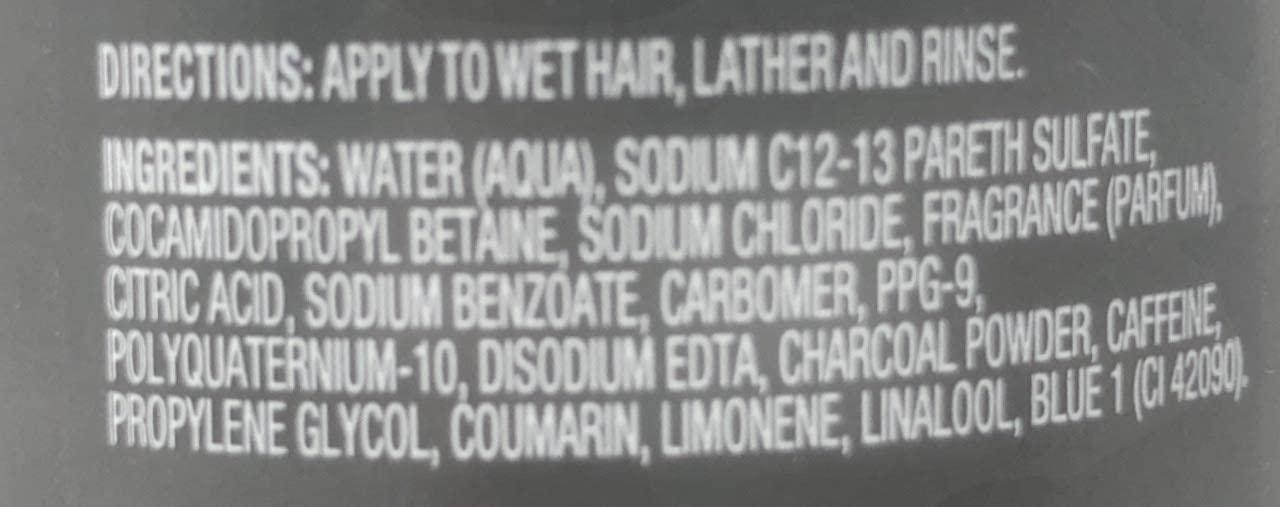 DIRECTIONS: APPLY TO WET HAIR, LATHER AND RINSE.
INGREDIENTS: WATER (AQUA), SODIUM C12-13 PARETH SULFATE,
COCAMIDOPROPYL BETAINE, SODIUM CHLORIDE, FRAGRANCE (PARFUM),
CITRIC ACID, SODIUM BENZOATE, CARBOMER, PPG-9,
POLYQUATERNIUM-10, DISODIUM EDTA, CHARCOAL POWDER, CAFFEINE,
PROPYLENE GLYCOL, COUMARIN, LIMONENE, LINALOOL, BLUE 1 (CI 42090).